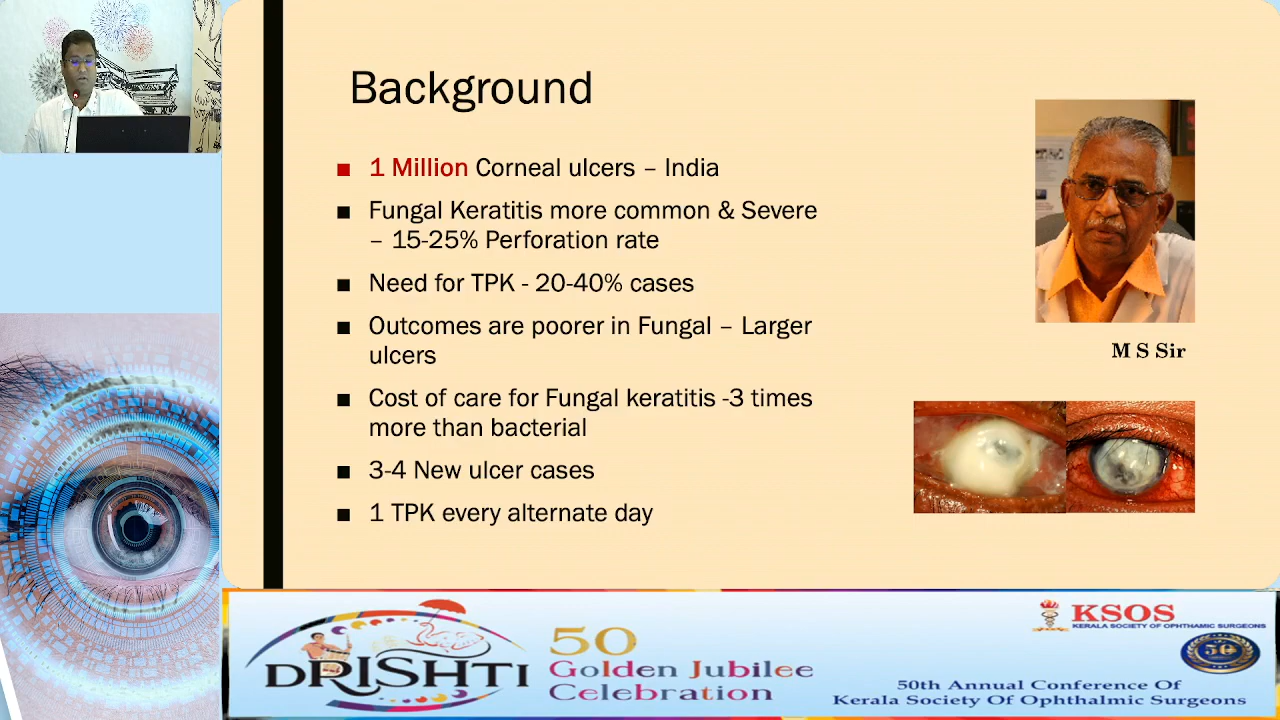 Background
1 Million Corneal ulcers – India
Fungal Keratitis more common & Severe
– 15-25% Perforation rate
Need for TPK - 20-40% cases
Outcomes are poorer in Fungal – Larger
ulcers
Cost of care for Fungal keratitis -3 times
more than bacterial
3-4 New ulcer cases
1 TPK every alternate day
M S Sir
DRISHTI
50
Golden Jubilee
Celebration
KSOS
KERALA SOCIETY OF OPHTHAMIC SURGEONS
50
50th Annual Conference Of
Kerala Society Of Ophthalmic Surgeons